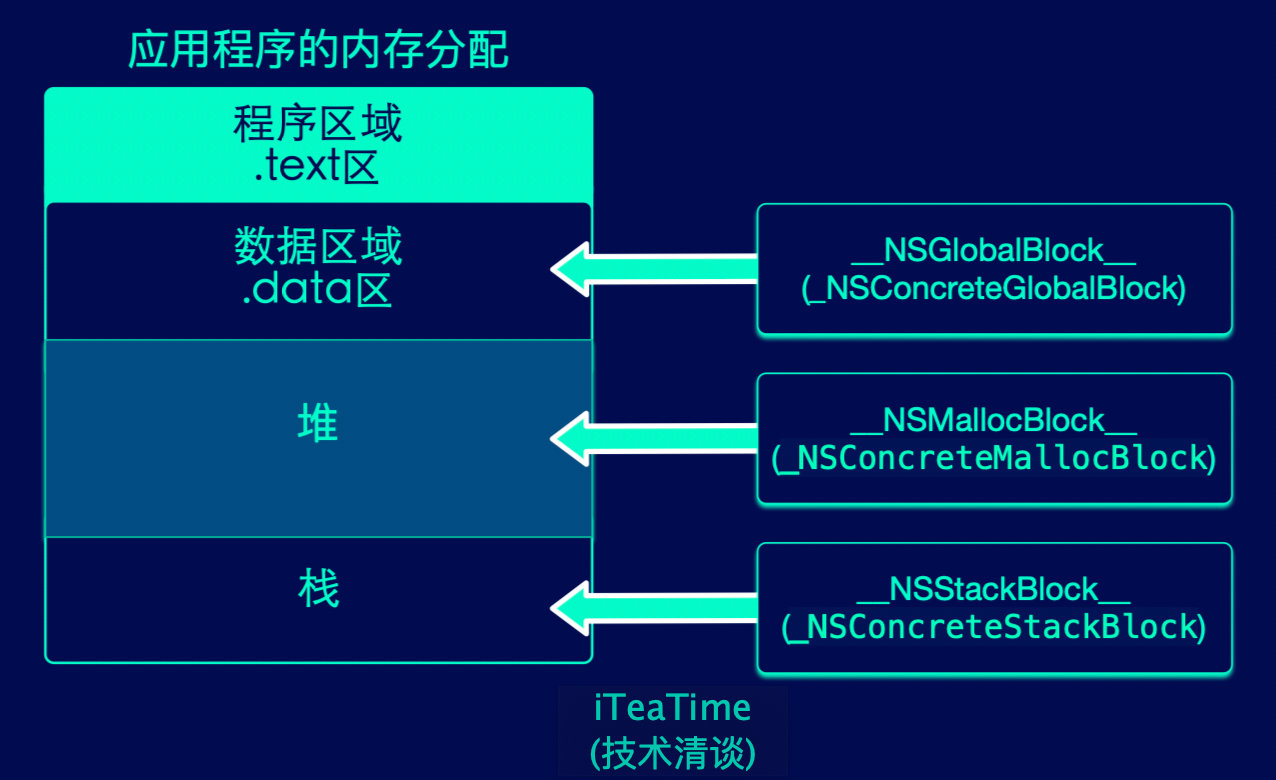 应用程序的内存分配
程序区域
.text区
数据区域
.data区
__NSGlobalBlock__
(_NSConcreteGlobalBlock)
堆
__NSMallocBlock__
(_NSConcreteMallocBlock)
栈
__NSStackBlock__
(_NSConcreteStackBlock)
iTeaTime
(技术清谈)